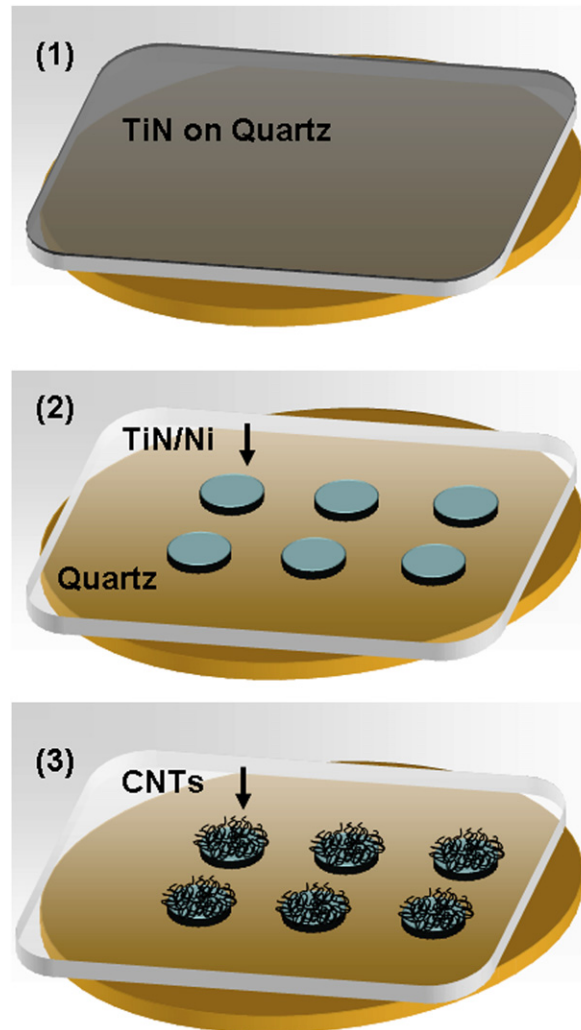 (1)
TiN on Quartz
(2)
TiN/Ni
Quartz
(3)
CNTs